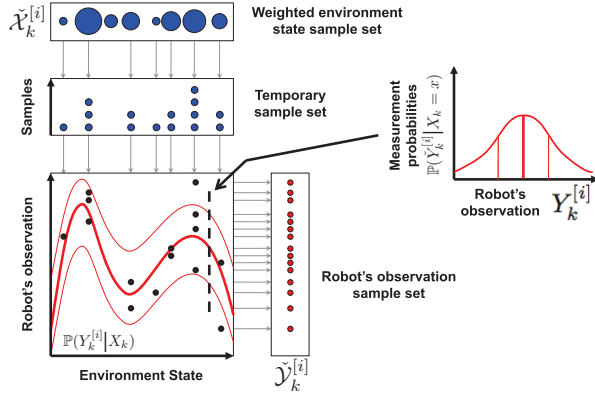 𝒳̌ₖ^[i]
Weighted environment
state sample set
Samples
Temporary
sample set
Measurement
probabilities
ℙ(Y̌ₖ^[i]|Xₖ = x)
Robot's
observation
Yₖ^[i]
Robot's observation
ℙ(Yₖ^[i]|Xₖ)
Environment State
Robot's observation
sample set
𝒴̌ₖ^[i]